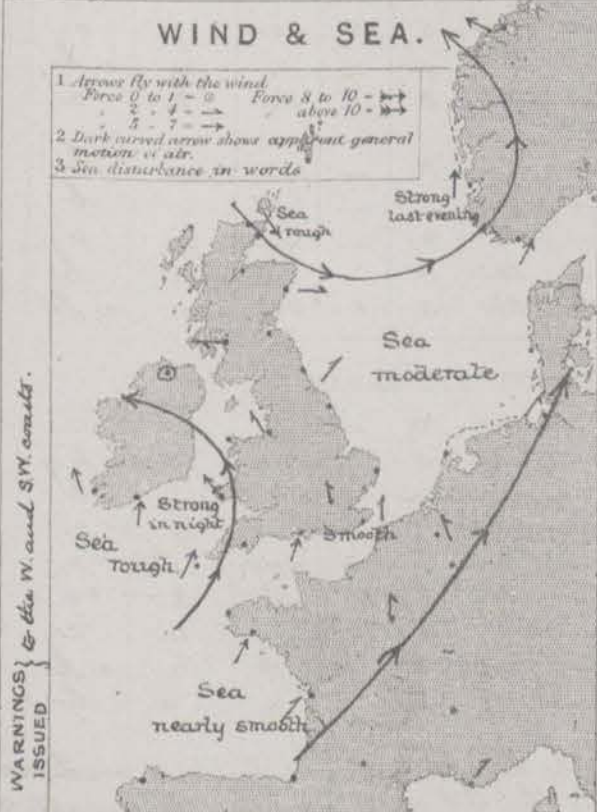 WIND & SEA.
1 Arrows fly with the wind
Force 0 to 1 = ⊙ Force 8 to 10 =
" 2 " 4 = " above 10 =
" 5 " 7 =
2 Dark curved arrow shows apparent general
motion of air.
3 Sea disturbance in words
Strong
last evening
Sea
rough
Sea
moderate
Strong
in night
Smooth
Sea
rough
Sea
nearly smooth
WARNINGS } to the W. and S.W. coasts.
ISSUED